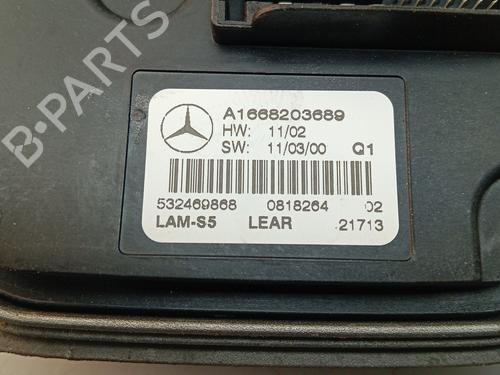 A1668203689
HW: 11/02
SW: 11/03/00 Q1
532469868 0818264 02
LAM-S5 LEAR 21713
B-PARTS